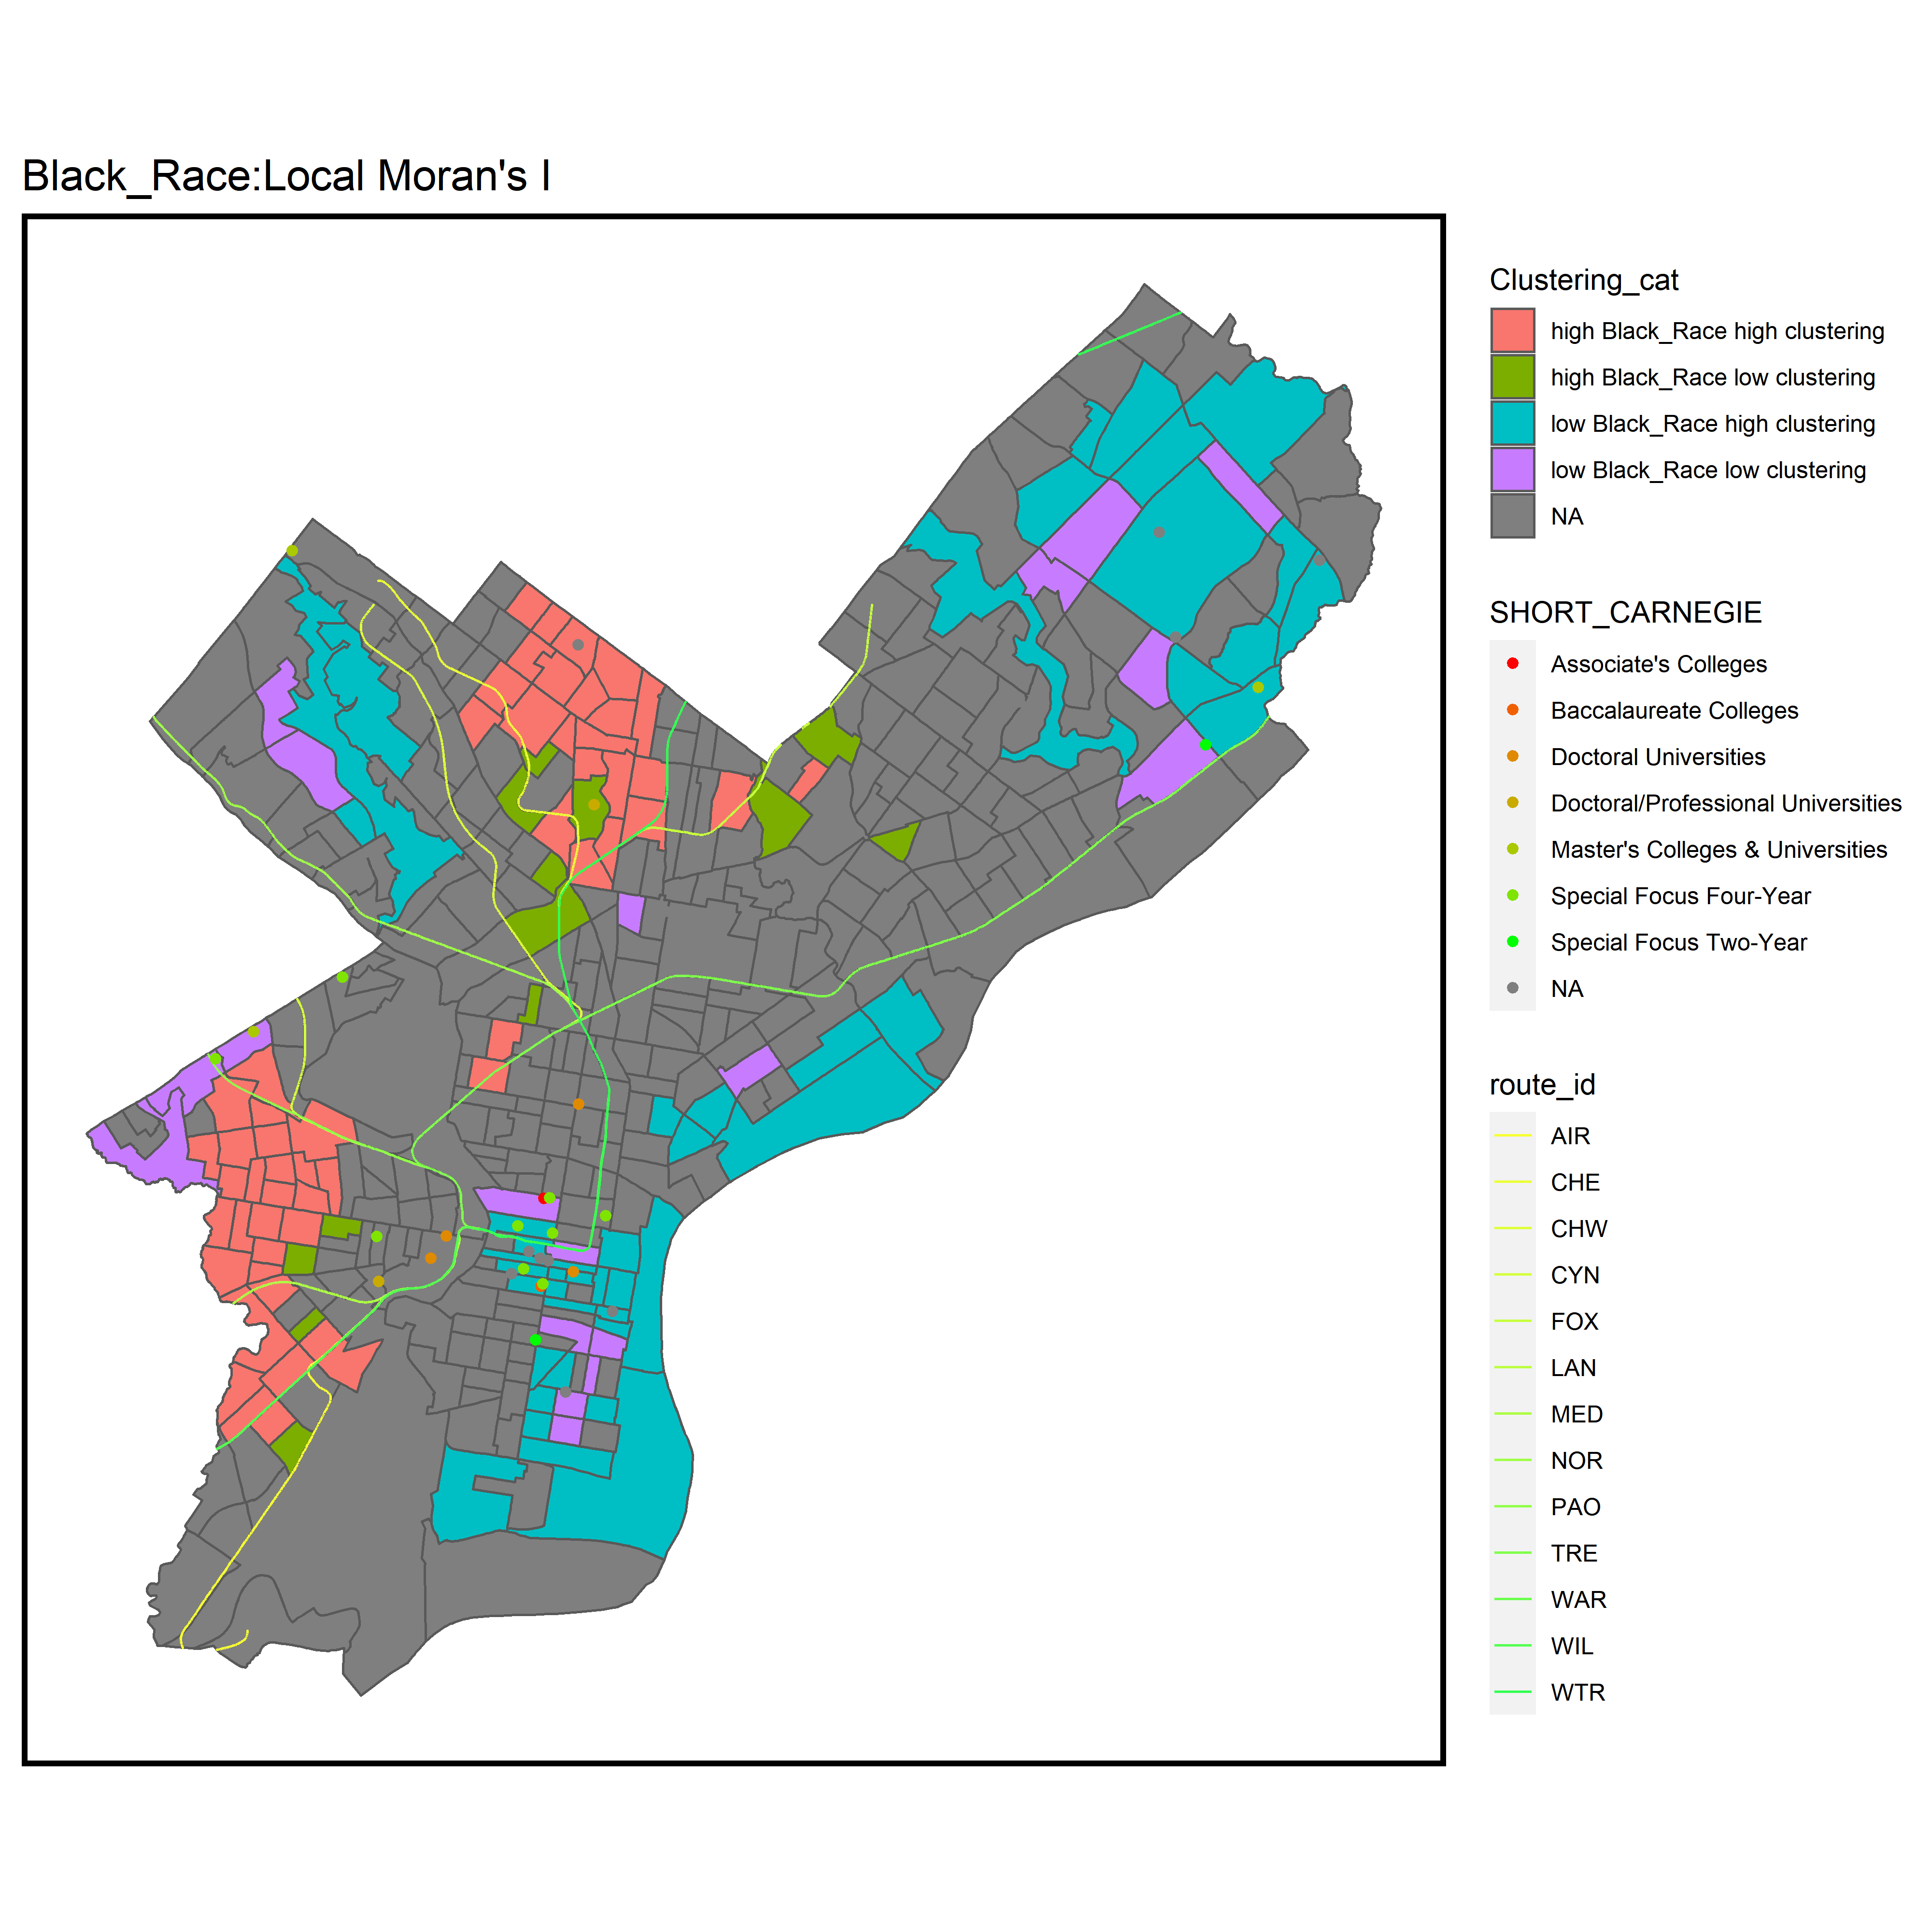 Black_Race:Local Moran's I
Clustering_cat
high Black_Race high clustering
high Black_Race low clustering
low Black_Race high clustering
low Black_Race low clustering
NA
SHORT_CARNEGIE
Associate's Colleges
Baccalaureate Colleges
Doctoral Universities
Doctoral/Professional Universities
Master's Colleges & Universities
Special Focus Four-Year
Special Focus Two-Year
NA
route_id
AIR
CHE
CHW
CYN
FOX
LAN
MED
NOR
PAO
TRE
WAR
WIL
WTR